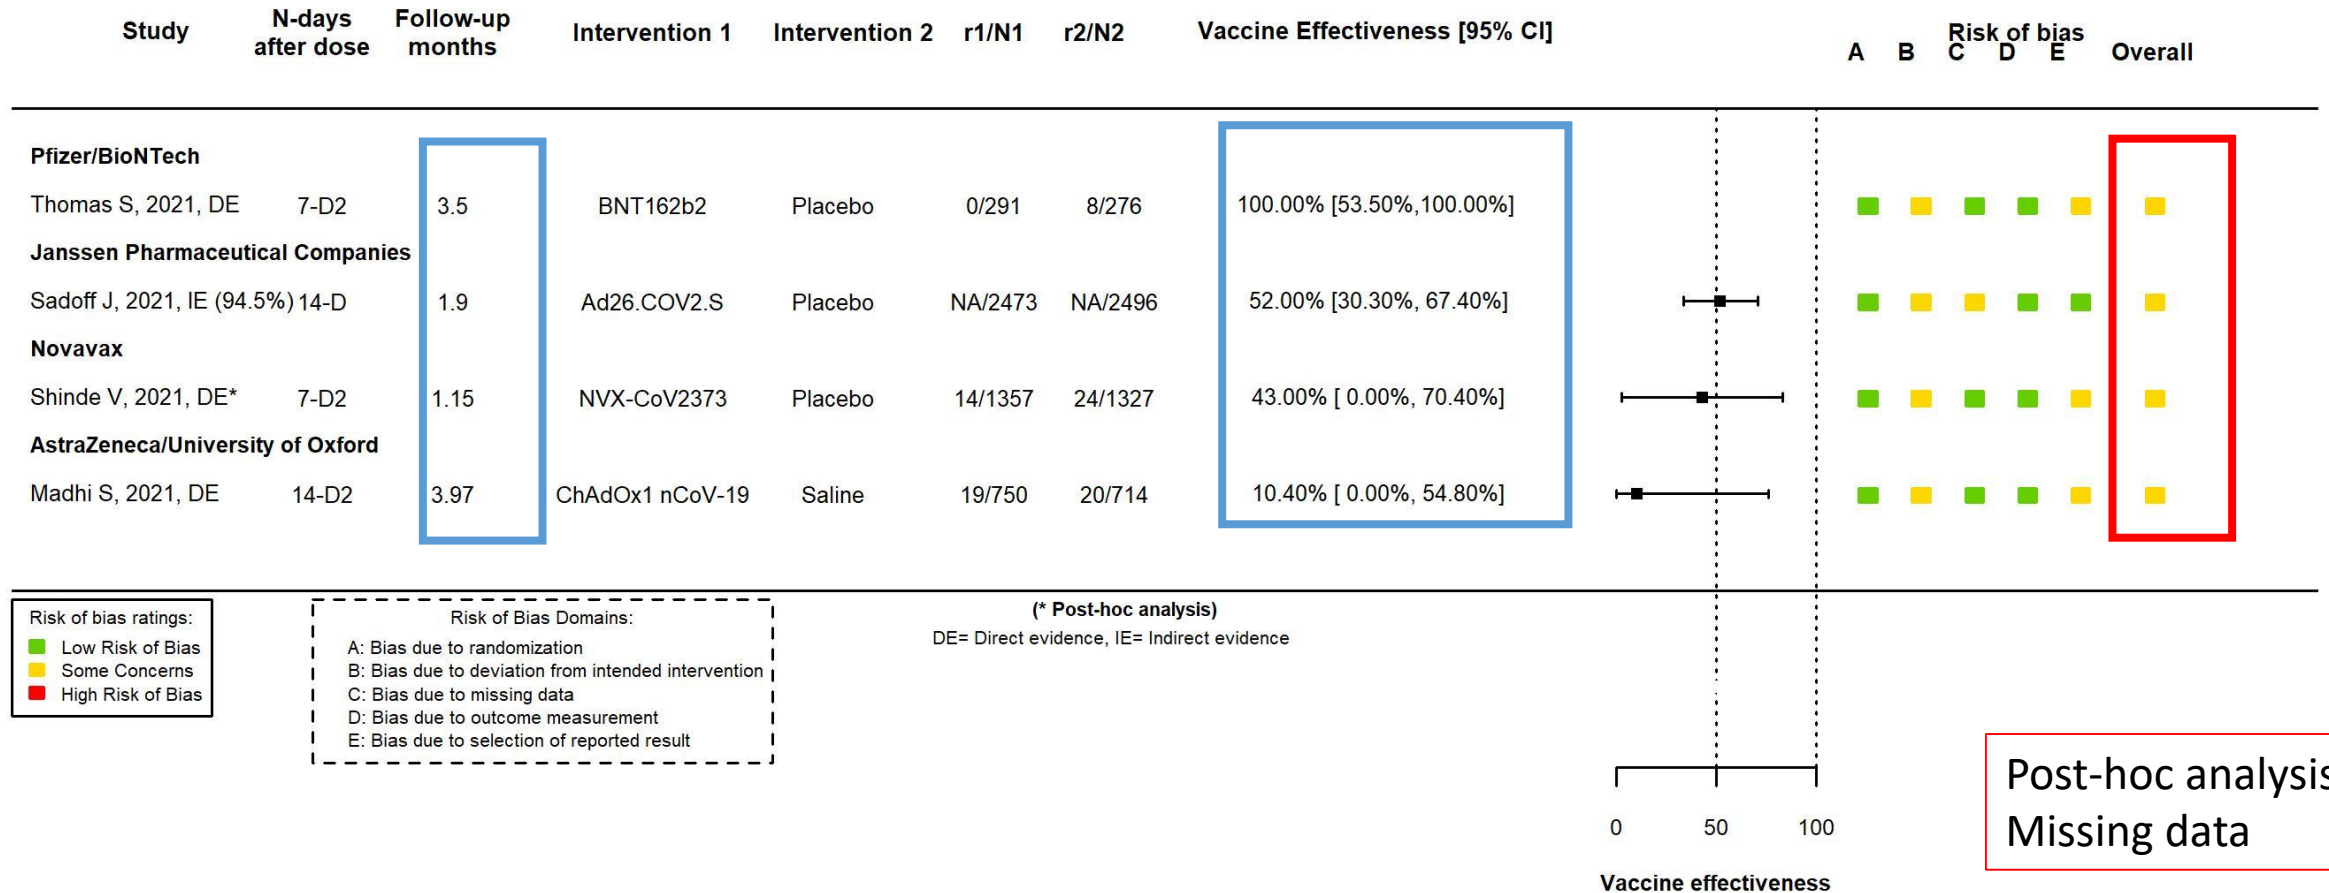 Study N-days after dose Follow-up months Intervention 1 Intervention 2 r1/N1 r2/N2 Vaccine Effectiveness [95% CI] Risk of bias
A B C D E Overall
Pfizer/BioNTech
Thomas S, 2021, DE 7-D2 3.5 BNT162b2 Placebo 0/291 8/276 100.00% [53.50%,100.00%]
Janssen Pharmaceutical Companies
Sadoff J, 2021, IE (94.5%) 14-D 1.9 Ad26.COV2.S Placebo NA/2473 NA/2496 52.00% [30.30%, 67.40%]
Novavax
Shinde V, 2021, DE* 7-D2 1.15 NVX-CoV2373 Placebo 14/1357 24/1327 43.00% [ 0.00%, 70.40%]
AstraZeneca/University of Oxford
Madhi S, 2021, DE 14-D2 3.97 ChAdOx1 nCoV-19 Saline 19/750 20/714 10.40% [ 0.00%, 54.80%]
Risk of bias ratings:
Low Risk of Bias
Some Concerns
High Risk of Bias
Risk of Bias Domains:
A: Bias due to randomization
B: Bias due to deviation from intended intervention
C: Bias due to missing data
D: Bias due to outcome measurement
E: Bias due to selection of reported result
(* Post-hoc analysis)
DE= Direct evidence, IE= Indirect evidence
0 50 100
Vaccine effectiveness
Post-hoc analysis
Missing data